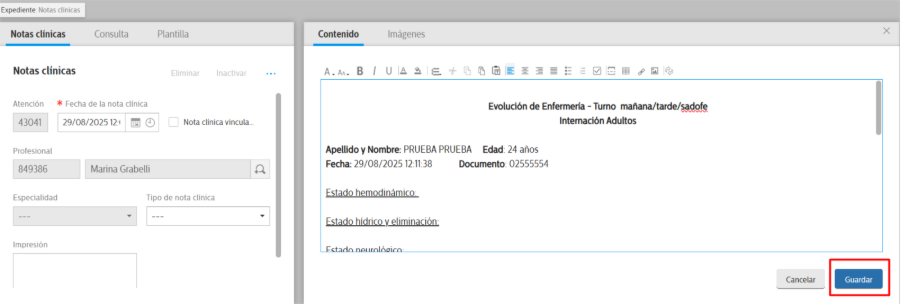 Expediente Notas clínicas
Notas clínicas Consulta Plantilla
Notas clínicas Eliminar Inactivar ...
Atención * Fecha de la nota clínica
43041 29/08/2025 12: Nota clínica vincula...
Profesional
849386 Marina Grabelli
Especialidad Tipo de nota clínica
--- ---
Impresión
Contenido Imágenes
Evolución de Enfermería - Turno mañana/tarde/sadofe
Internación Adultos
Apellido y Nombre: PRUEBA PRUEBA Edad: 24 años
Fecha: 29/08/2025 12:11:38 Documento: 02555554
Estado hemodinámico:
Estado hídrico y eliminación:
Estado neurológico:
Cancelar Guardar